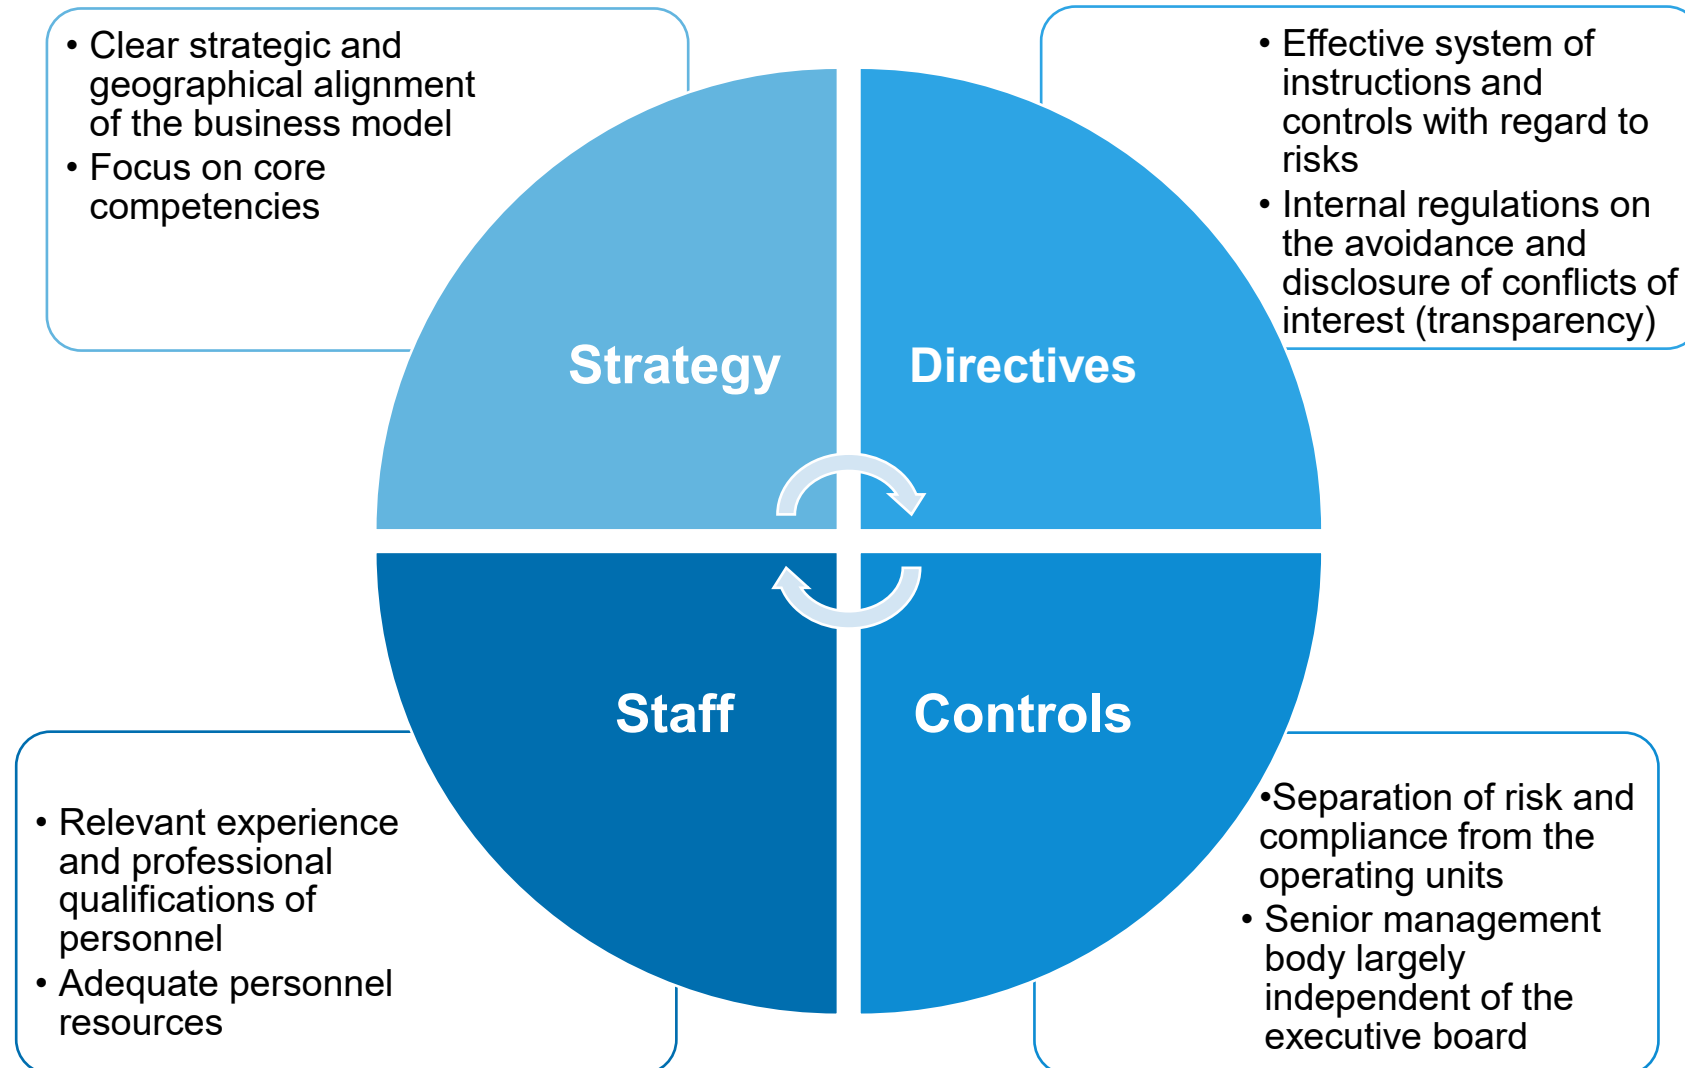 • Clear strategic and
geographical alignment
of the business model
• Focus on core
competencies
• Effective system of
instructions and
controls with regard to
risks
• Internal regulations on
the avoidance and
disclosure of conflicts of
interest (transparency)
Strategy
Directives
Staff
Controls
• Relevant experience
and professional
qualifications of
personnel
• Adequate personnel
resources
•Separation of risk and
compliance from the
operating units
• Senior management
body largely
independent of the
executive board